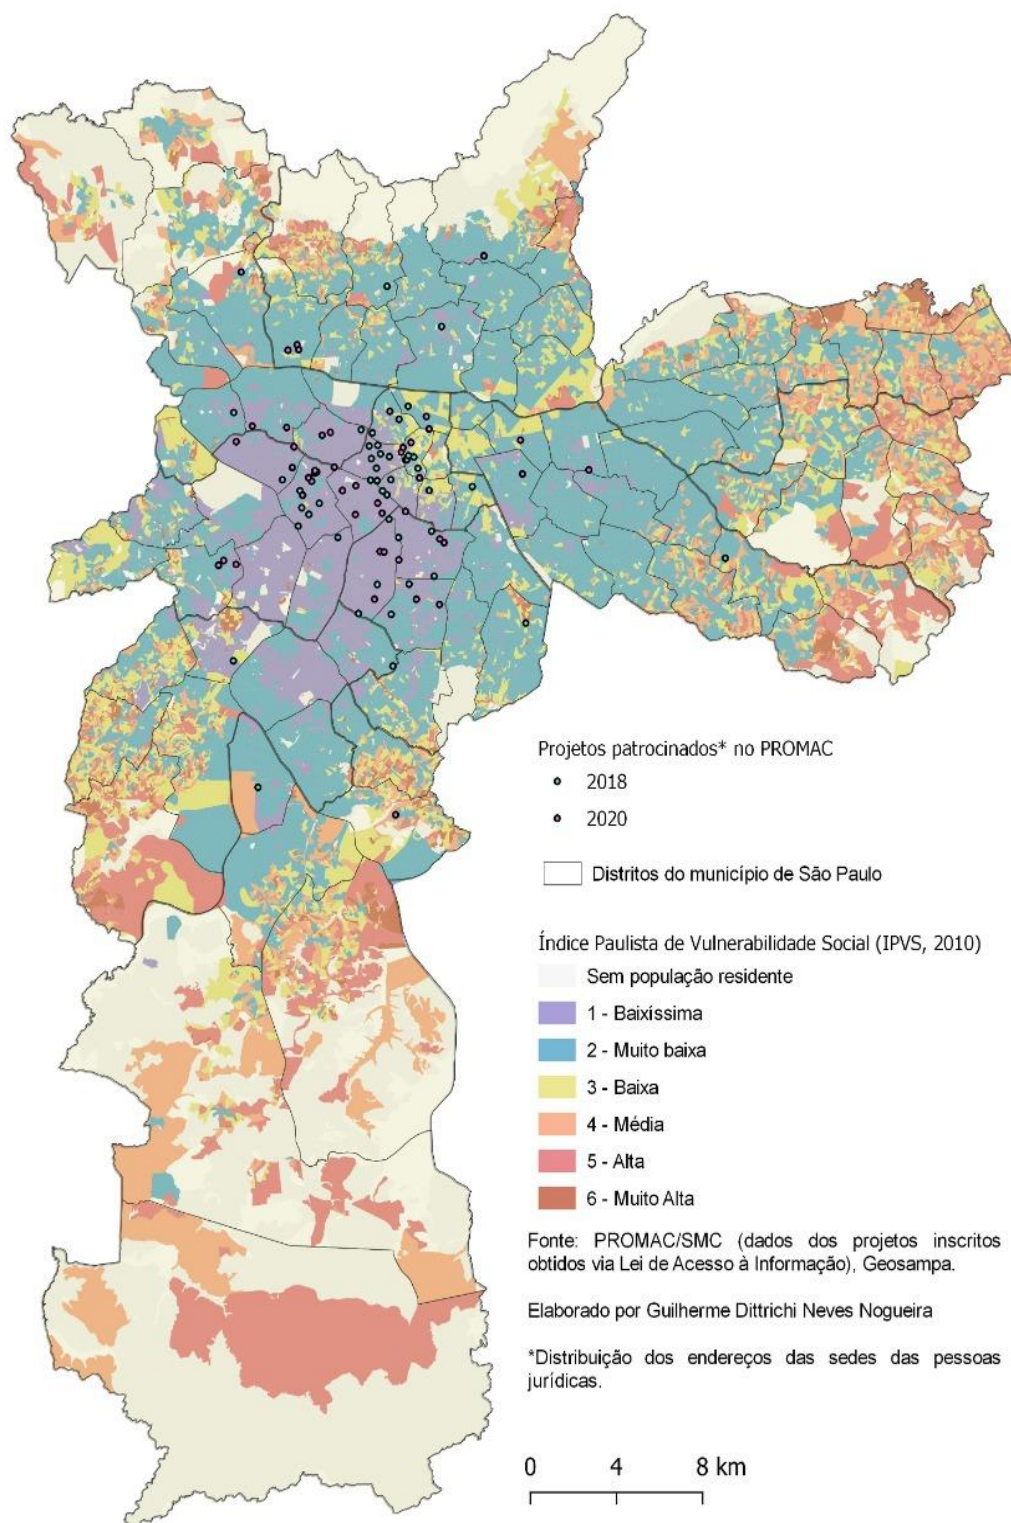 Projetos patrocinados* no PROMAC
2018
2020
Distritos do município de São Paulo
Índice Paulista de Vulnerabilidade Social (IPVS, 2010)
Sem população residente
1 - Baixíssima
2 - Muito baixa
3 - Baixa
4 - Média
5 - Alta
6 - Muito Alta
Fonte: PROMAC/SMC (dados dos projetos inscritos
obtidos via Lei de Acesso à Informação), Geosampa.
Elaborado por Guilherme Dittrichi Neves Nogueira
*Distribuição dos endereços das sedes das pessoas
jurídicas.
0 4 8 km